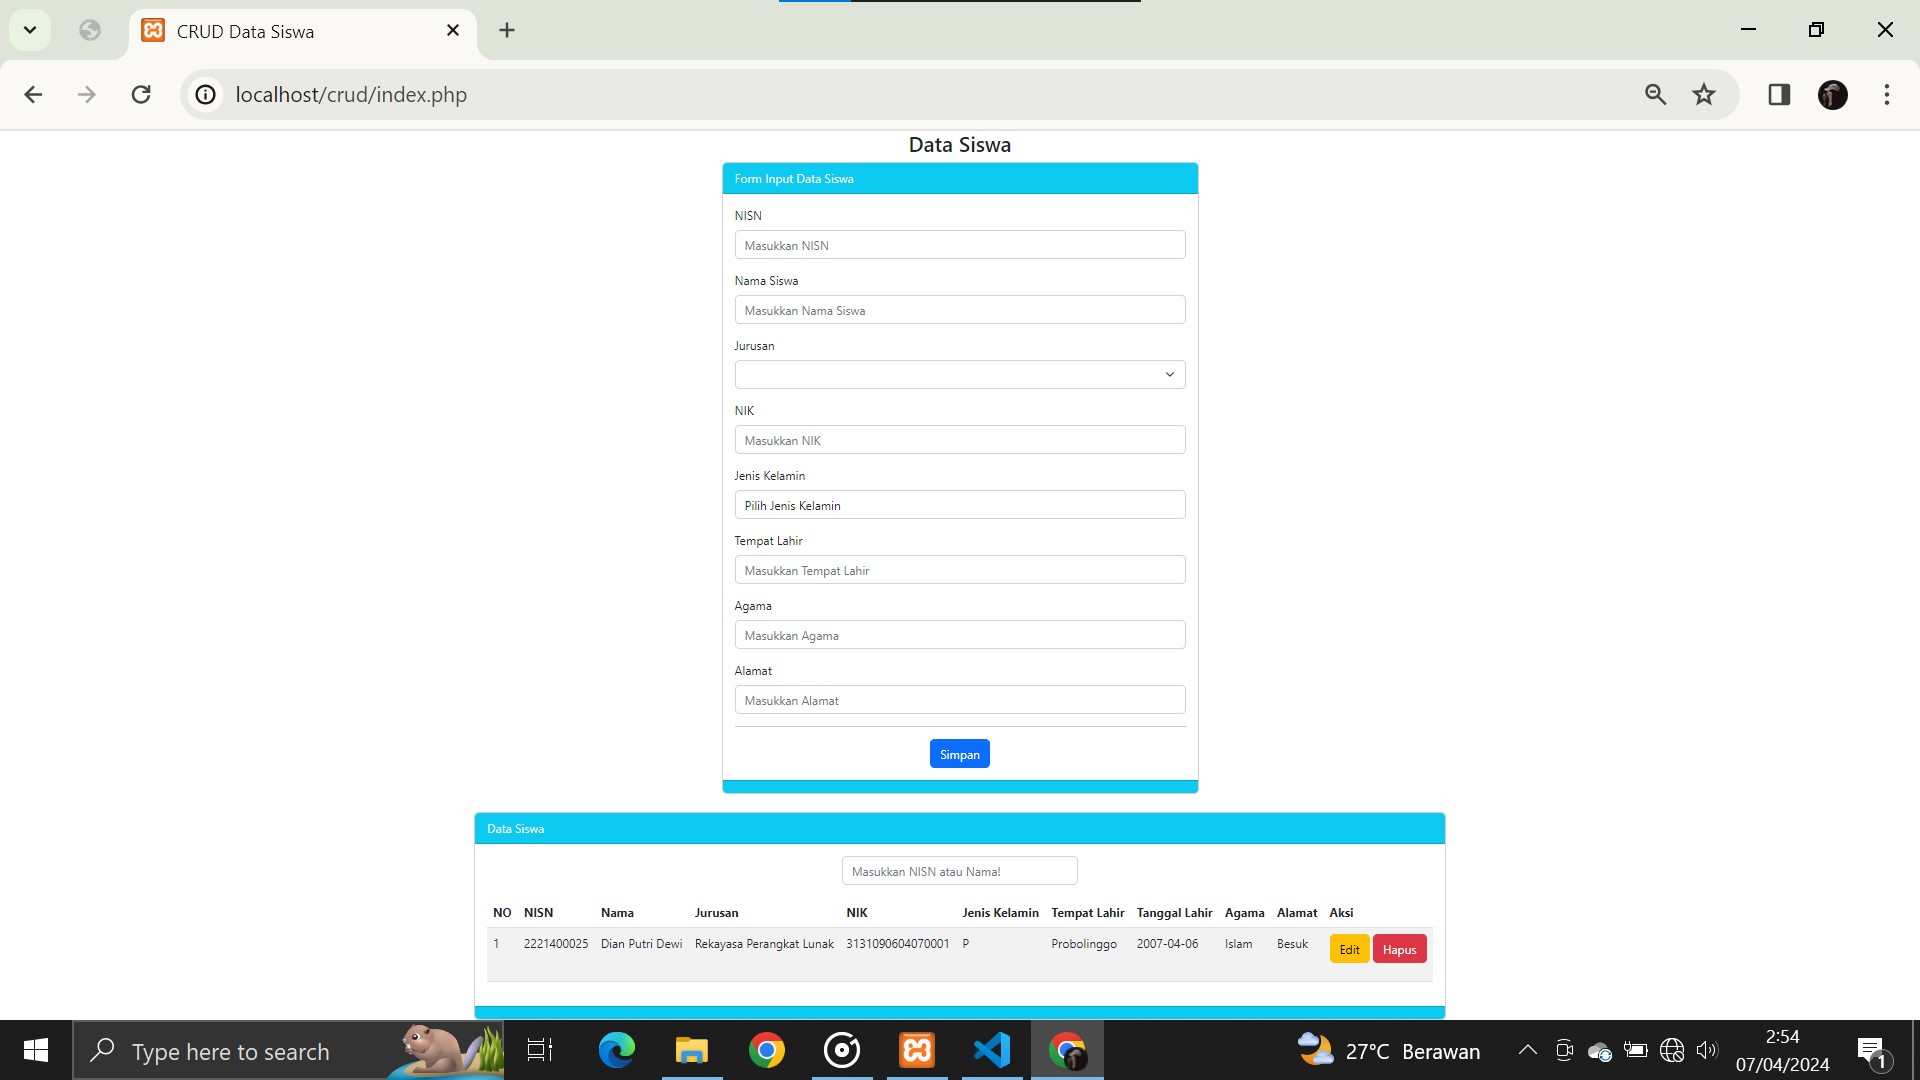 CRUD Data Siswa
localhost/crud/index.php
Data Siswa
Form Input Data Siswa
NISN
Masukkan NISN
Nama Siswa
Masukkan Nama Siswa
Jurusan
NIK
Masukkan NIK
Jenis Kelamin
Pilih Jenis Kelamin
Tempat Lahir
Masukkan Tempat Lahir
Agama
Masukkan Agama
Alamat
Masukkan Alamat
Simpan
Data Siswa
Masukkan NISN atau Nama!
NO NISN Nama Jurusan NIK Jenis Kelamin Tempat Lahir Tanggal Lahir Agama Alamat Aksi
1 2221400025 Dian Putri Dewi Rekayasa Perangkat Lunak 3131090604070001 P Probolinggo 2007-04-06 Islam Besuk Edit Hapus
Type here to search
27°C Berawan
2:54
07/04/2024
1